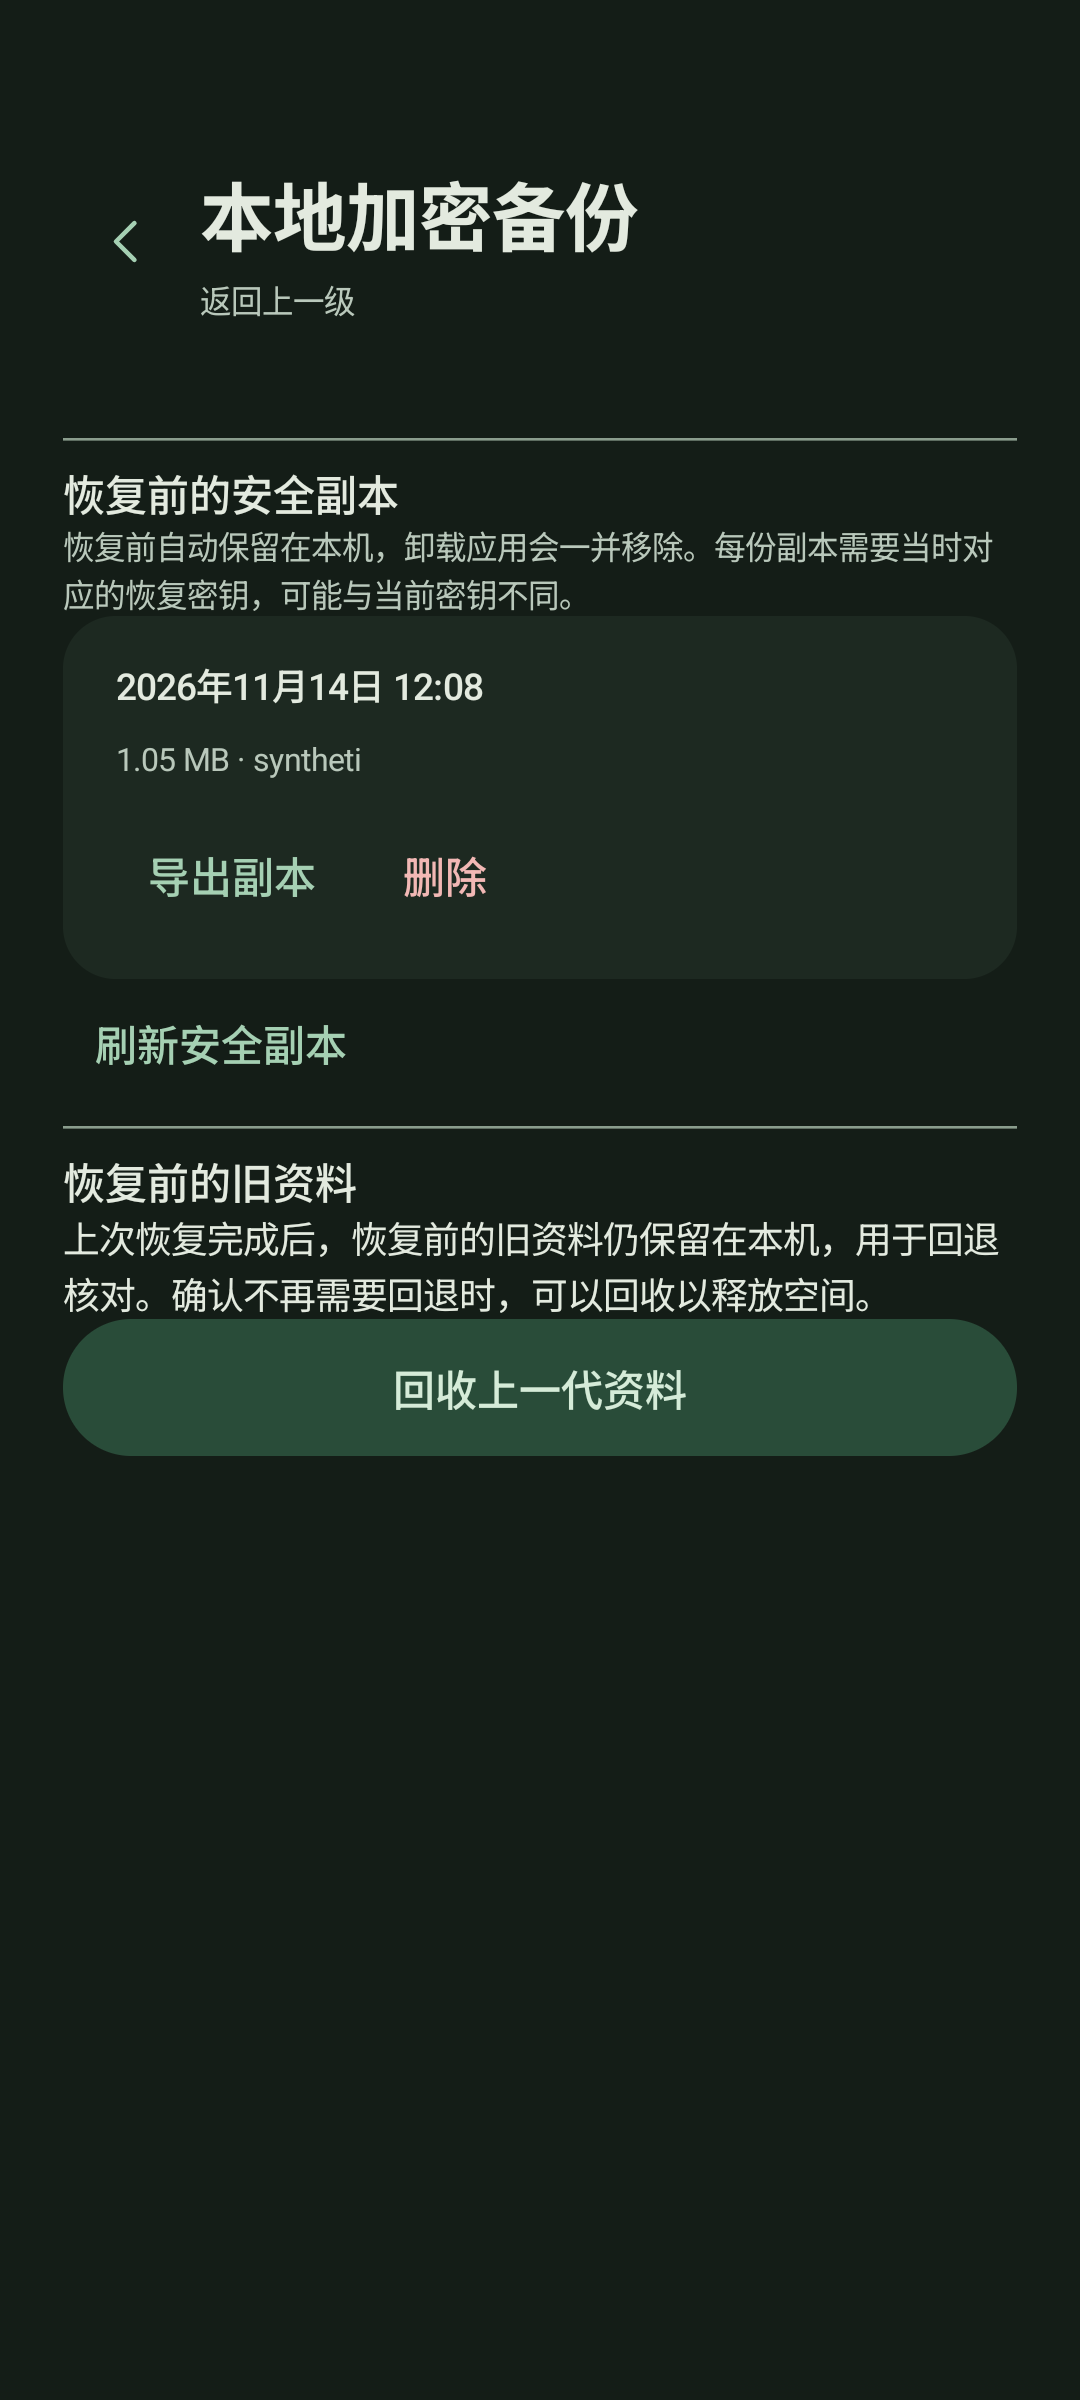 本地加密备份
返回上一级
恢复前的安全副本
恢复前自动保留在本机，卸载应用会一并移除。每份副本需要当时对
应的恢复密钥，可能与当前密钥不同。
2026年11月14日 12:08
1.05 MB · syntheti
导出副本 删除
刷新安全副本
恢复前的旧资料
上次恢复完成后，恢复前的旧资料仍保留在本机，用于回退
核对。确认不再需要回退时，可以回收以释放空间。
回收上一代资料